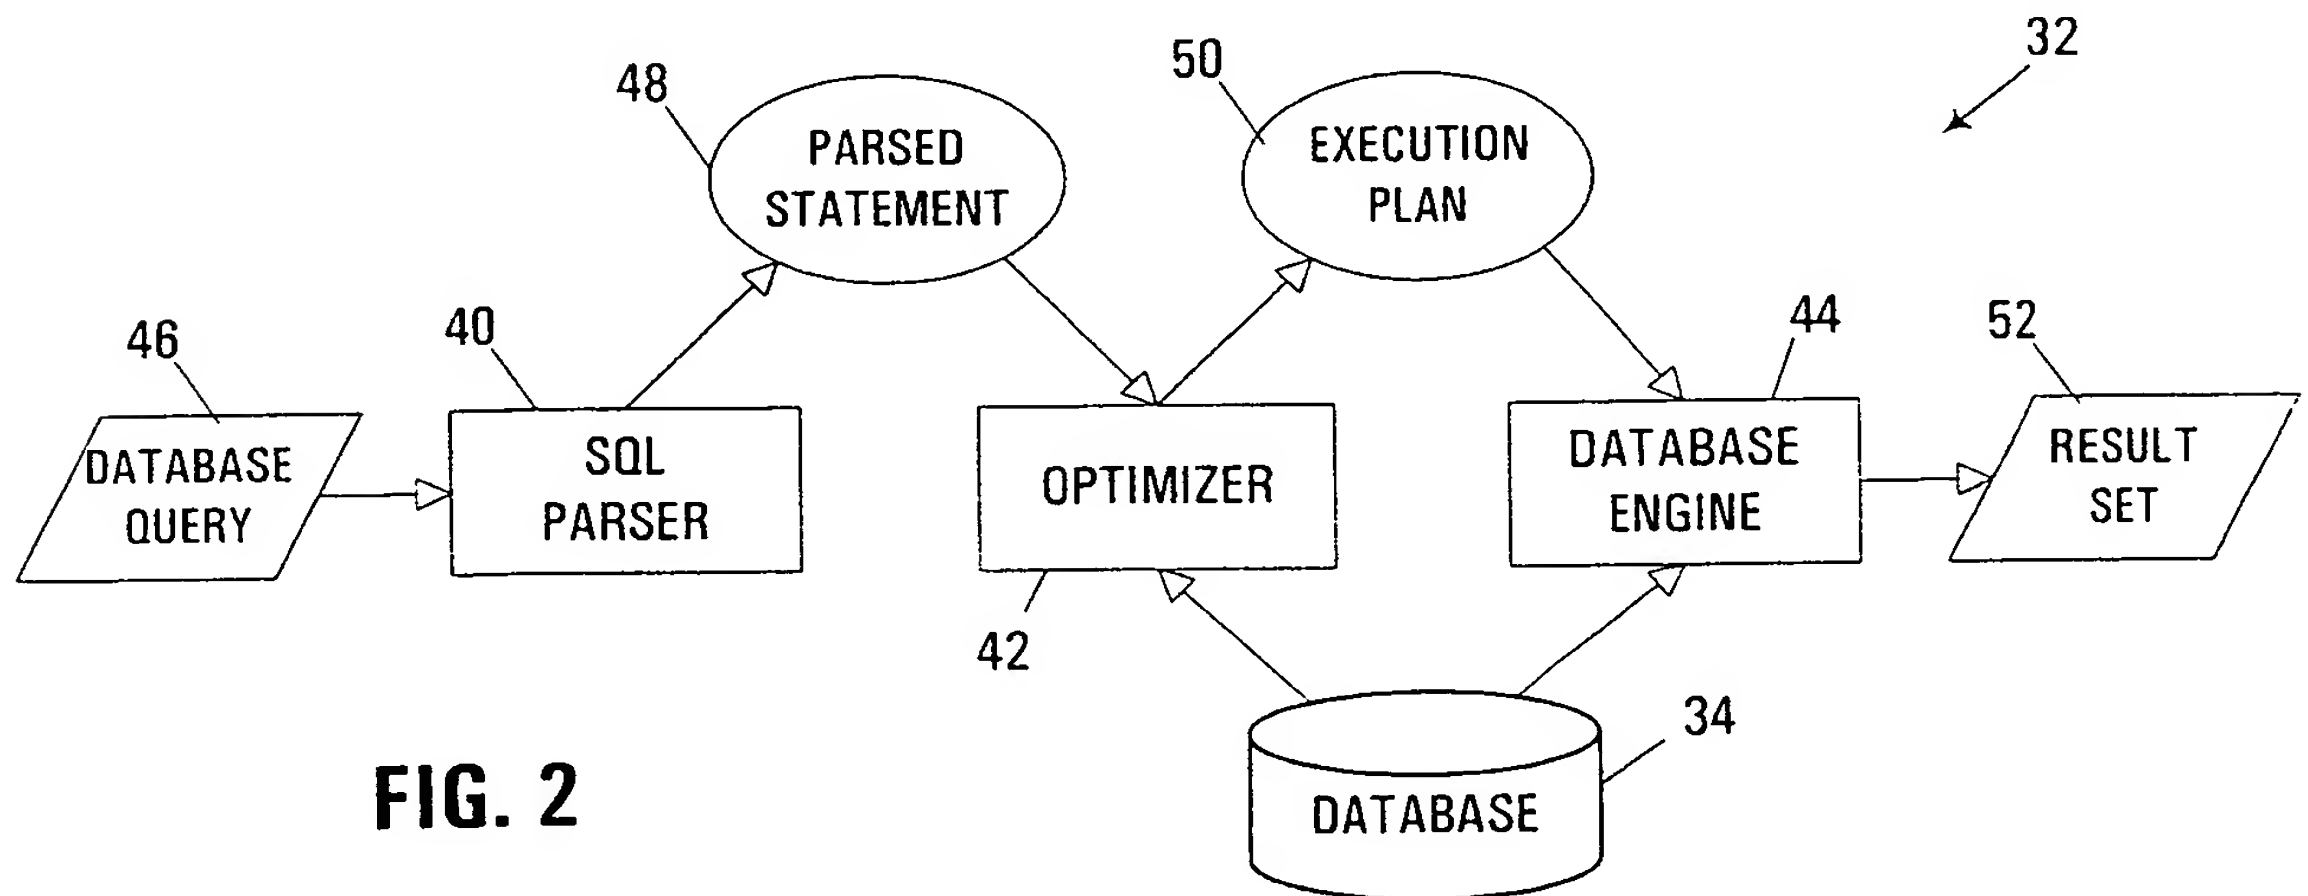 32
50
48
EXECUTION
PLAN
PARSED
STATEMENT
46
40
44
52
DATABASE
QUERY
SQL
PARSER
OPTIMIZER
DATABASE
ENGINE
RESULT
SET
42
34
DATABASE
FIG. 2